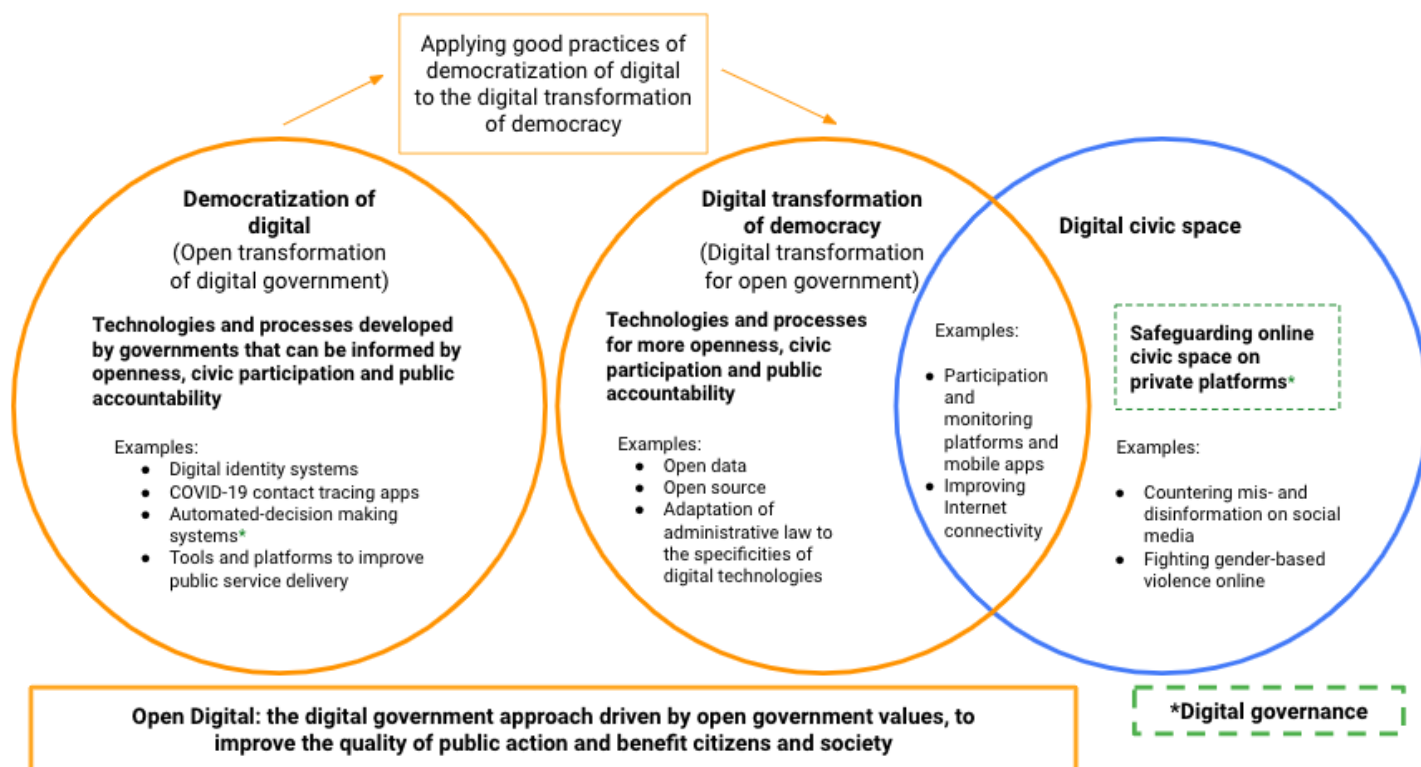 Applying good practices of
democratization of digital
to the digital transformation
of democracy
Democratization of
digital
(Open transformation
of digital government)
Technologies and processes developed
by governments that can be informed by
openness, civic participation and public
accountability
Examples:
● Digital identity systems
● COVID-19 contact tracing apps
● Automated-decision making
systems*
● Tools and platforms to improve
public service delivery
Digital transformation
of democracy
(Digital transformation
for open government)
Technologies and processes
for more openness, civic
participation and public
accountability
Examples:
● Open data
● Open source
● Adaptation of
administrative law to
the specificities of
digital technologies
Examples:
● Participation
and
monitoring
platforms and
mobile apps
● Improving
Internet
connectivity
Digital civic space
Safeguarding online
civic space on
private platforms*
Examples:
● Countering mis- and
disinformation on social
media
● Fighting gender-based
violence online
Open Digital: the digital government approach driven by open government values, to
improve the quality of public action and benefit citizens and society
*Digital governance